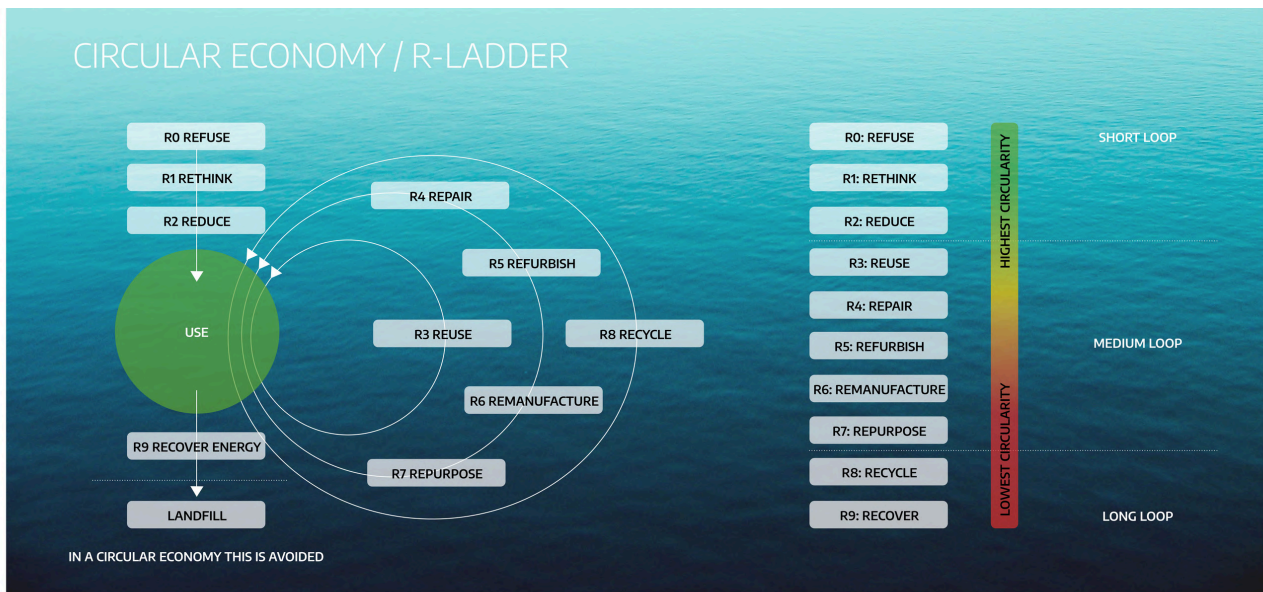 CIRCULAR ECONOMY / R-LADDER
R0 REFUSE
R1 RETHINK
R2 REDUCE
USE
R9 RECOVER ENERGY
LANDFILL
IN A CIRCULAR ECONOMY THIS IS AVOIDED
R4 REPAIR
R5 REFURBISH
R3 REUSE
R8 RECYCLE
R6 REMANUFACTURE
R7 REPURPOSE
R0: REFUSE
R1: RETHINK
R2: REDUCE
R3: REUSE
R4: REPAIR
R5: REFURBISH
R6: REMANUFACTURE
R7: REPURPOSE
R8: RECYCLE
R9: RECOVER
HIGHEST CIRCULARITY
LOWEST CIRCULARITY
SHORT LOOP
MEDIUM LOOP
LONG LOOP